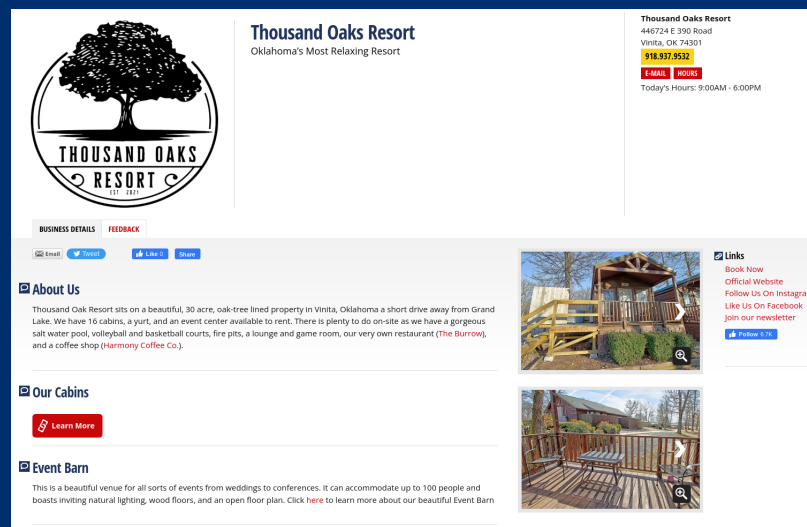 THOUSAND OAKS
RESORT
EST 2021
Thousand Oaks Resort
Oklahoma's Most Relaxing Resort
Thousand Oaks Resort
446724 E 390 Road
Vinita, OK 74301
918.937.9532
E-MAIL HOURS
Today's Hours: 9:00AM - 6:00PM
BUSINESS DETAILS FEEDBACK
Email Tweet Like 0 Share
About Us
Thousand Oak Resort sits on a beautiful, 30 acre, oak-tree lined property in Vinita, Oklahoma a short drive away from Grand
Lake. We have 16 cabins, a yurt, and an event center available to rent. There is plenty to do on-site as we have a gorgeous
salt water pool, volleyball and basketball courts, fire pits, a lounge and game room, our very own restaurant (The Burrow),
and a coffee shop (Harmony Coffee Co.).
Our Cabins
Learn More
Event Barn
This is a beautiful venue for all sorts of events from weddings to conferences. It can accommodate up to 100 people and
boasts inviting natural lighting, wood floors, and an open floor plan. Click here to learn more about our beautiful Event Barn
Links
Book Now
Official Website
Follow Us On Instagra
Like Us On Facebook
Join our newsletter
Follow 6.7K